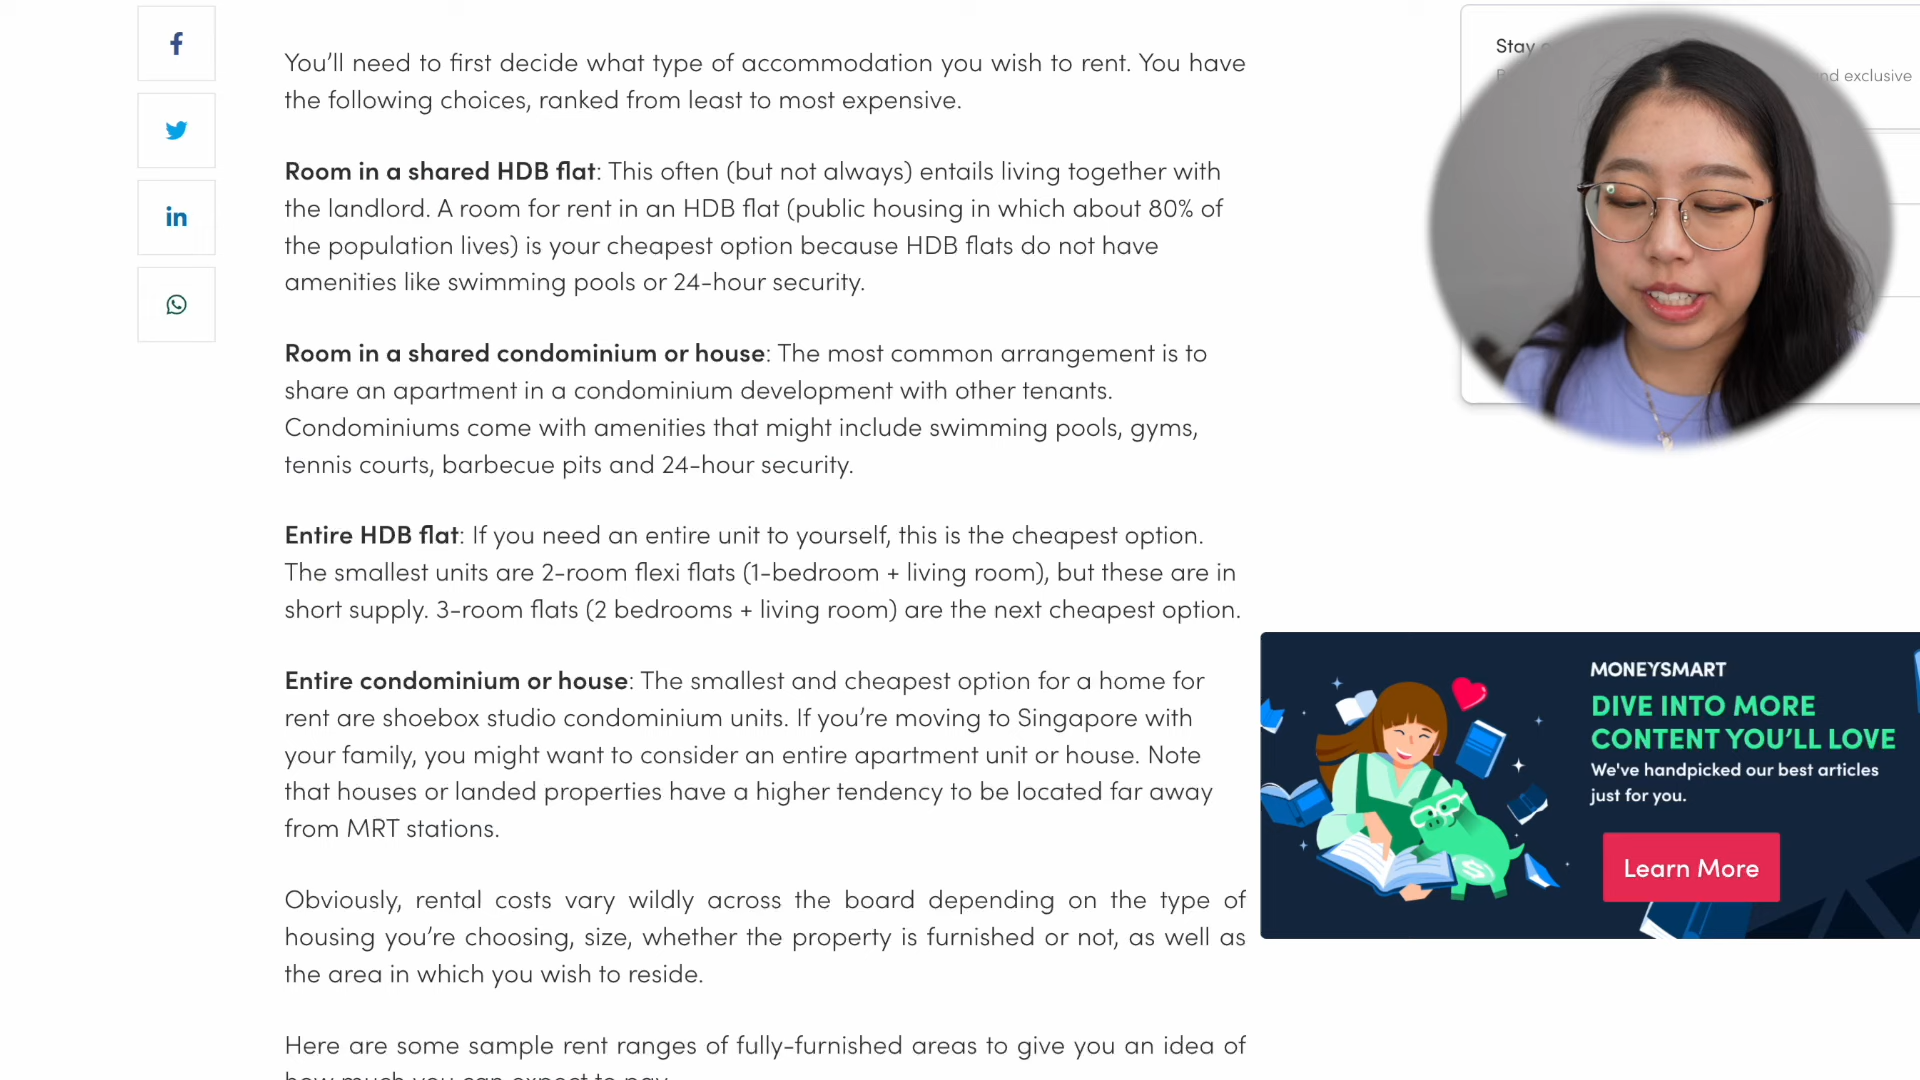 You'll need to first decide what type of accommodation you wish to rent. You have
the following choices, ranked from least to most expensive.
Room in a shared HDB flat: This often (but not always) entails living together with
the landlord. A room for rent in an HDB flat (public housing in which about 80% of
the population lives) is your cheapest option because HDB flats do not have
amenities like swimming pools or 24-hour security.
Room in a shared condominium or house: The most common arrangement is to
share an apartment in a condominium development with other tenants.
Condominiums come with amenities that might include swimming pools, gyms,
tennis courts, barbecue pits and 24-hour security.
Entire HDB flat: If you need an entire unit to yourself, this is the cheapest option.
The smallest units are 2-room flexi flats (1-bedroom + living room), but these are in
short supply. 3-room flats (2 bedrooms + living room) are the next cheapest option.
Entire condominium or house: The smallest and cheapest option for a home for
rent are shoebox studio condominium units. If you're moving to Singapore with
your family, you might want to consider an entire apartment unit or house. Note
that houses or landed properties have a higher tendency to be located far away
from MRT stations.
Obviously, rental costs vary wildly across the board depending on the type of
housing you're choosing, size, whether the property is furnished or not, as well as
the area in which you wish to reside.
Here are some sample rent ranges of fully-furnished areas to give you an idea of
how much you can expect to pay
Stay
and exclusive
MONEYSMART
DIVE INTO MORE
CONTENT YOU'LL LOVE
We've handpicked our best articles
just for you.
Learn More